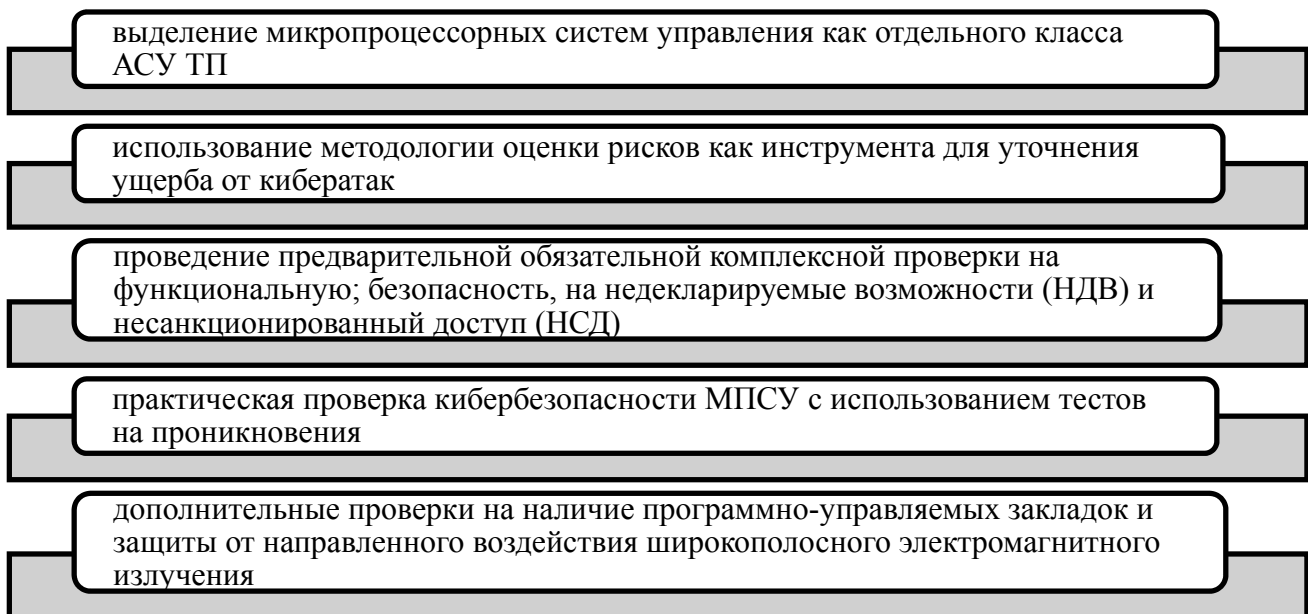 выделение микропроцессорных систем управления как отдельного класса
АСУ ТП
использование методологии оценки рисков как инструмента для уточнения
ущерба от кибератак
проведение предварительной обязательной комплексной проверки на
функциональную; безопасность, на недекларируемые возможности (НДВ) и
несанкционированный доступ (НСД)
практическая проверка кибербезопасности МПСУ с использованием тестов
на проникновения
дополнительные проверки на наличие программно-управляемых закладок и
защиты от направленного воздействия широкополосного электромагнитного
излучения